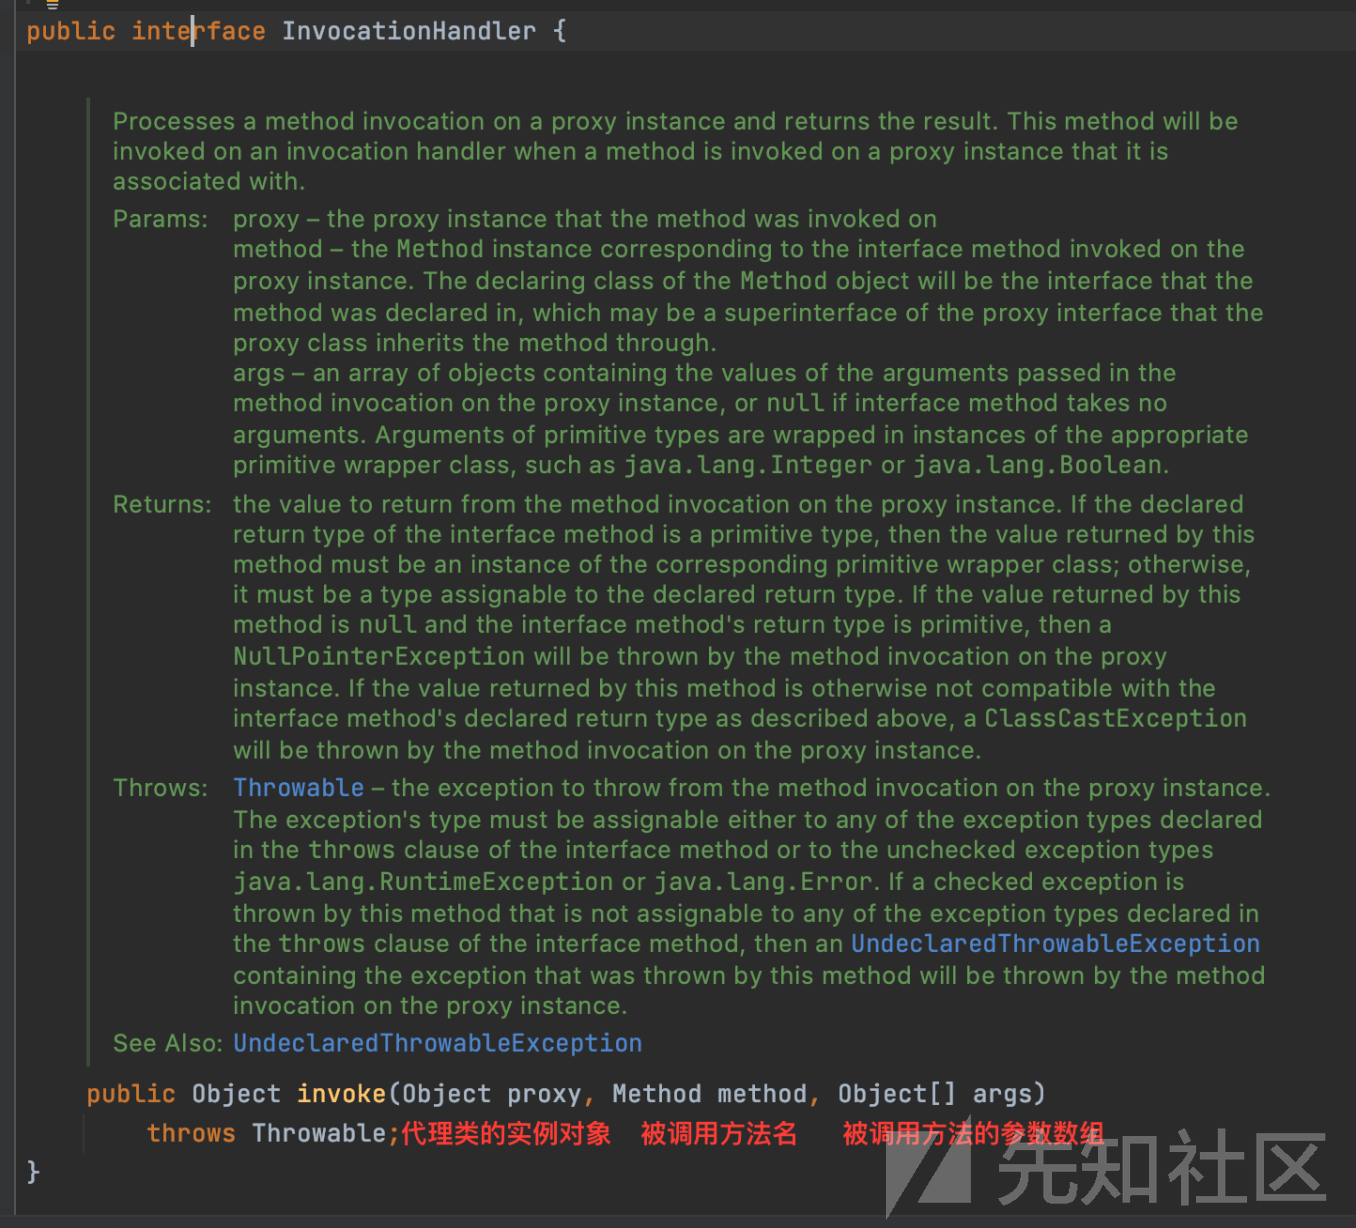 public interface InvocationHandler {
Processes a method invocation on a proxy instance and returns the result. This method will be
invoked on an invocation handler when a method is invoked on a proxy instance that it is
associated with.
Params: proxy – the proxy instance that the method was invoked on
method – the Method instance corresponding to the interface method invoked on the
proxy instance. The declaring class of the Method object will be the interface that the
method was declared in, which may be a superinterface of the proxy interface that the
proxy class inherits the method through.
args – an array of objects containing the values of the arguments passed in the
method invocation on the proxy instance, or null if interface method takes no
arguments. Arguments of primitive types are wrapped in instances of the appropriate
primitive wrapper class, such as java.lang.Integer or java.lang.Boolean.
Returns: the value to return from the method invocation on the proxy instance. If the declared
return type of the interface method is a primitive type, then the value returned by this
method must be an instance of the corresponding primitive wrapper class; otherwise,
it must be a type assignable to the declared return type. If the value returned by this
method is null and the interface method's return type is primitive, then a
NullPointerException will be thrown by the method invocation on the proxy
instance. If the value returned by this method is otherwise not compatible with the
interface method's declared return type as described above, a ClassCastException
will be thrown by the method invocation on the proxy instance.
Throws: Throwable – the exception to throw from the method invocation on the proxy instance.
The exception's type must be assignable either to any of the exception types declared
in the throws clause of the interface method or to the unchecked exception types
java.lang.RuntimeException or java.lang.Error. If a checked exception is
thrown by this method that is not assignable to any of the exception types declared in
the throws clause of the interface method, then an UndeclaredThrowableException
containing the exception that was thrown by this method will be thrown by the method
invocation on the proxy instance.
See Also: UndeclaredThrowableException
public Object invoke(Object proxy, Method method, Object[] args)
throws Throwable;代理类的实例对象 被调用方法名 被调用方法的参数数组
}
先知社区